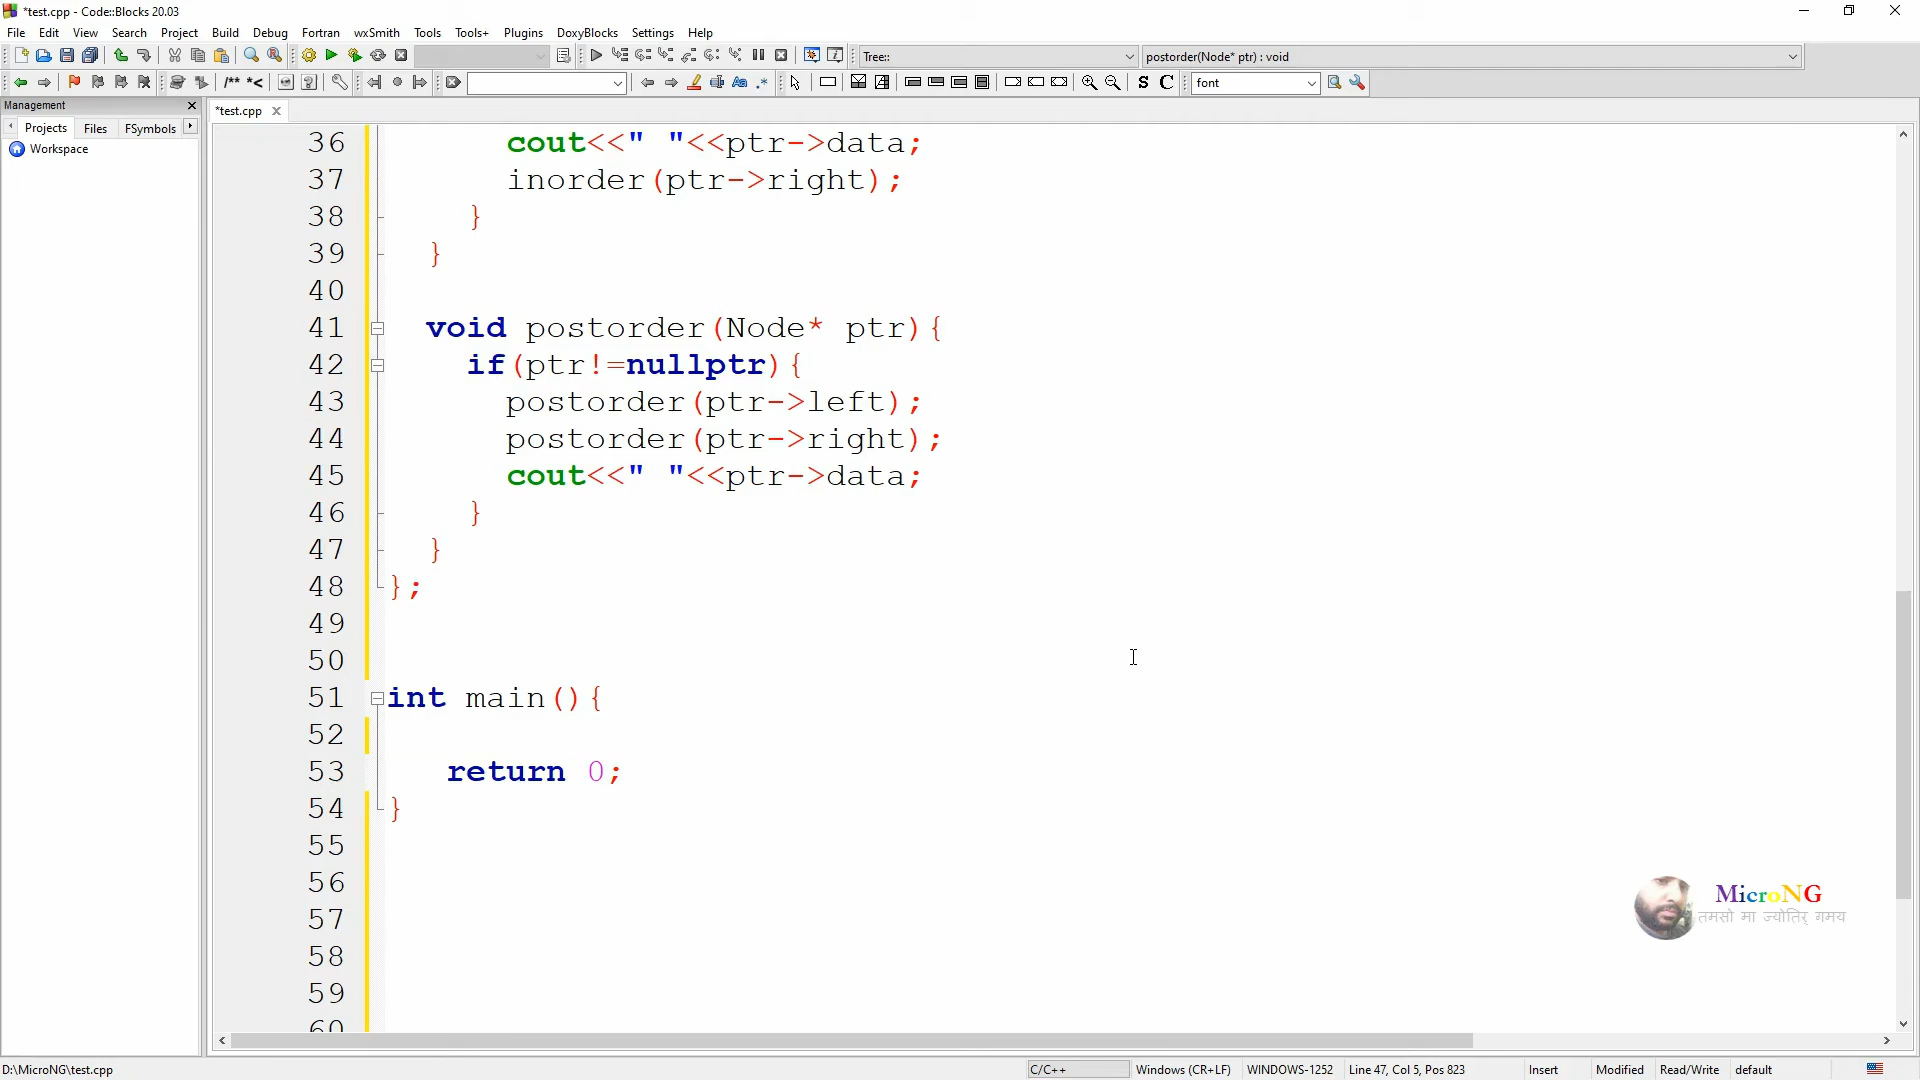 *test.cpp - Code::Blocks 20.03
File Edit View Search Project Build Debug Fortran wxSmith Tools Tools+ Plugins DoxyBlocks Settings Help
Tree:: postorder(Node* ptr) : void
/** *< Aa .* S C font
Management
*test.cpp
Projects Files FSymbols
Workspace
36 cout<<" "<<ptr->data;
37 inorder(ptr->right);
38 }
39 }
40
41 void postorder(Node* ptr){
42 if(ptr!=nullptr){
43 postorder(ptr->left);
44 postorder(ptr->right);
45 cout<<" "<<ptr->data;
46 }
47 }
48 };
49
50
51 int main(){
52
53 return 0;
54 }
55
56
57
58
59
60
MicroNG
तमसो मा ज्योतिर् गमय
D:\MicroNG\test.cpp C/C++ Windows (CR+LF) WINDOWS-1252 Line 47, Col 5, Pos 823 Insert Modified Read/Write default